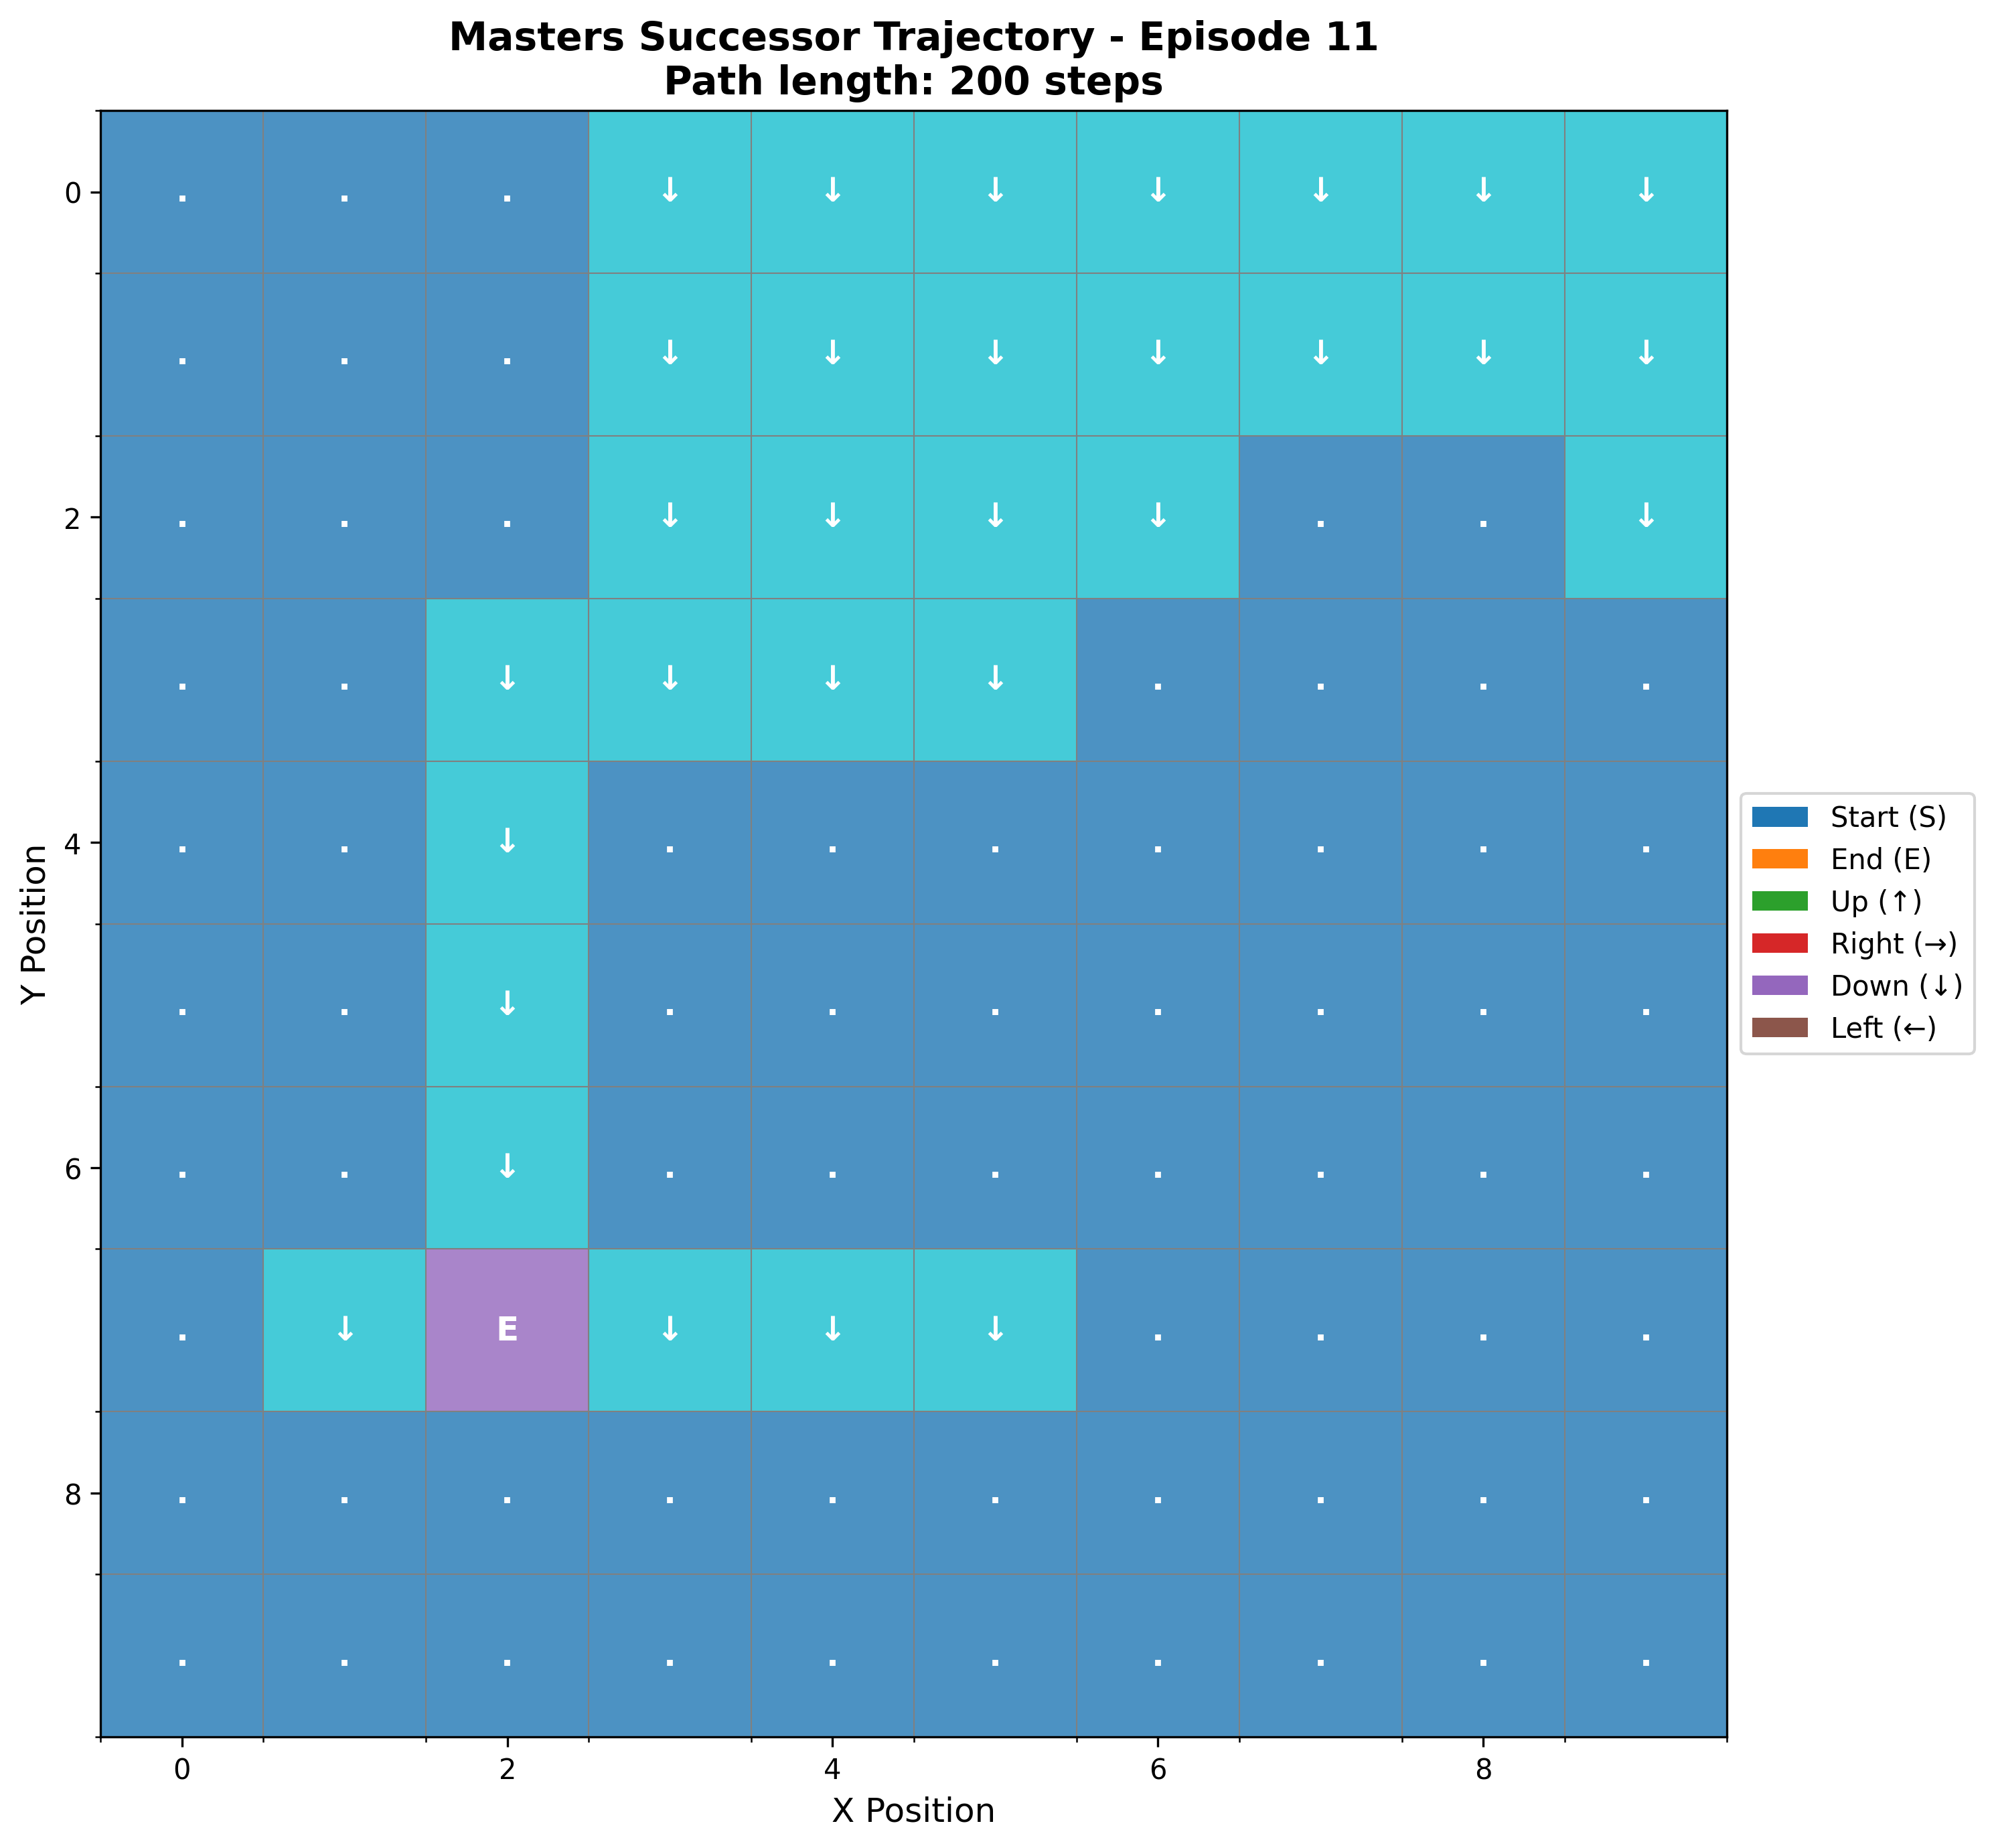 Masters Successor Trajectory - Episode 11
Path length: 200 steps
0 . . . ↓ ↓ ↓ ↓ ↓ ↓ ↓
. . . ↓ ↓ ↓ ↓ ↓ ↓ ↓
2 . . . ↓ ↓ ↓ ↓ . . ↓
. . ↓ ↓ ↓ ↓ . . . .
4 . . ↓ . . . . . . .
. . ↓ . . . . . . .
6 . . ↓ . . . . . . .
. ↓ E ↓ ↓ ↓ . . . .
8 . . . . . . . . . .
. . . . . . . . . .
0 2 4 6 8
X Position
Y Position
Start (S)
End (E)
Up (↑)
Right (→)
Down (↓)
Left (←)